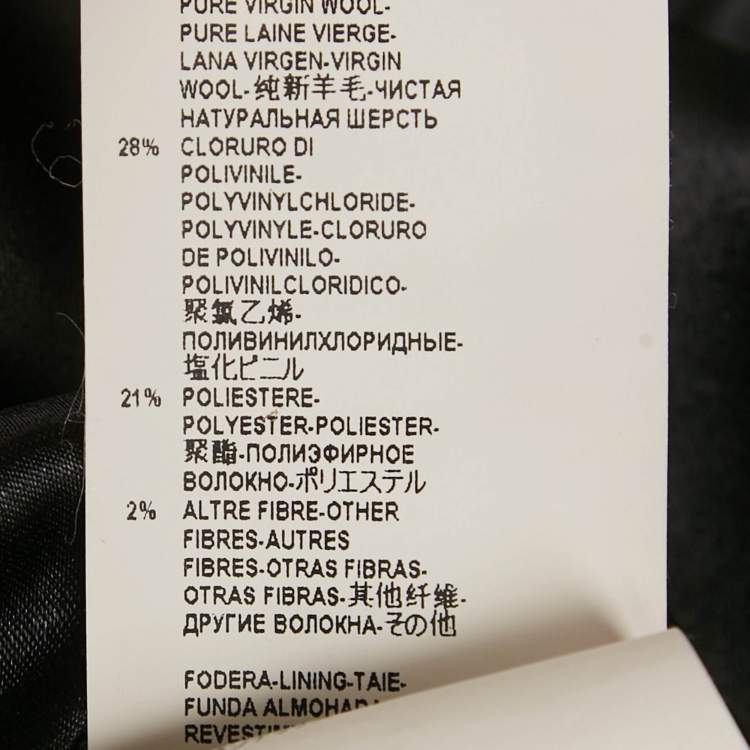 PURE VIRGIN WOOL-
PURE LAINE VIERGE-
LANA VIRGEN-VIRGIN
WOOL-纯新羊毛-ЧИСТАЯ
НАТУРАЛЬНАЯ ШЕРСТЬ
28% CLORURO DI
POLIVINILE-
POLYVINYLCHLORIDE-
POLYVINYLE-CLORURO
DE POLIVINILO-
POLIVINILCLORIDICO-
聚氯乙烯-
ПОЛИВИНИЛХЛОРИДНЫЕ-
塩化ビニル
21% POLIESTERE-
POLYESTER-POLIESTER-
聚酯-ПОЛИЭФИРНОЕ
ВОЛОКНО-ポリエステル
2% ALTRE FIBRE-OTHER
FIBRES-AUTRES
FIBRES-OTRAS FIBRAS-
OTRAS FIBRAS-其他纤维-
ДРУГИЕ ВОЛОКНА-その他
FODERA-LINING-TAIE-
FUNDA